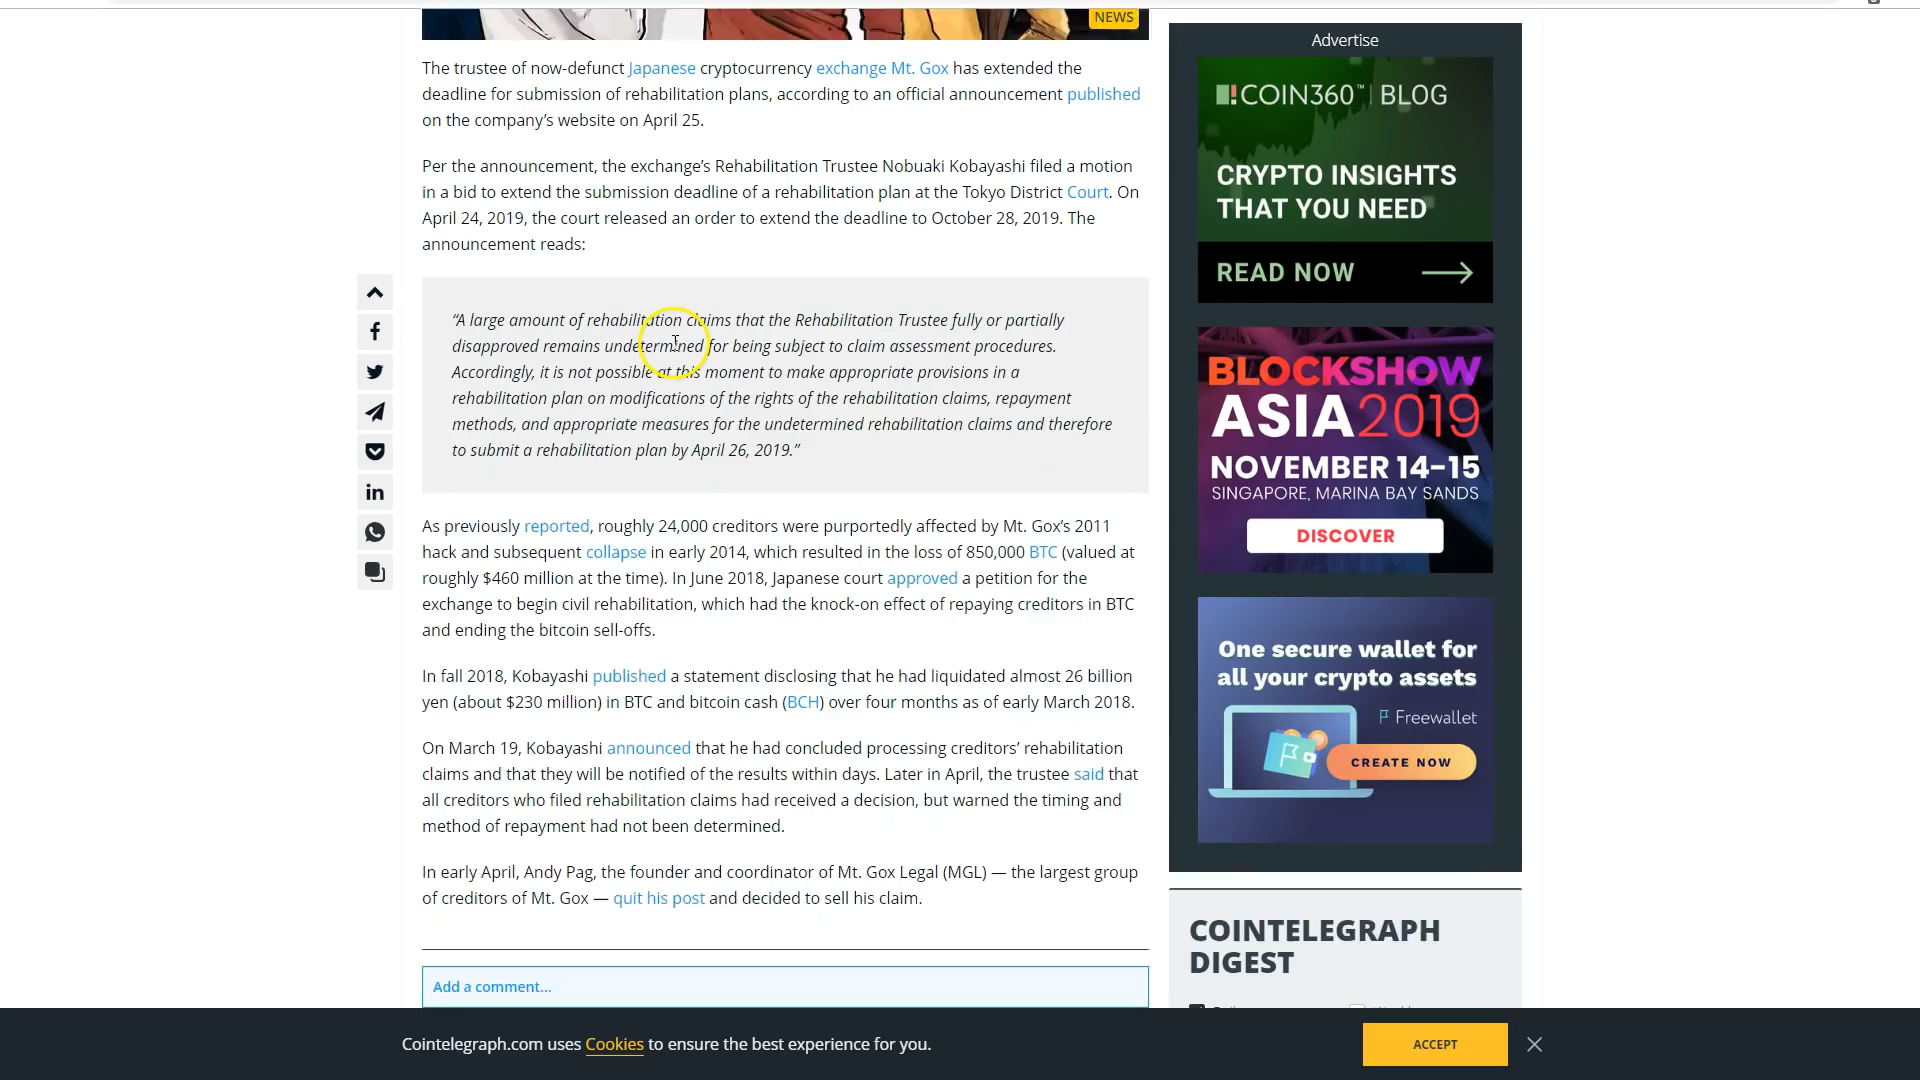 NEWS
The trustee of now-defunct Japanese cryptocurrency exchange Mt. Gox has extended the
deadline for submission of rehabilitation plans, according to an official announcement published
on the company’s website on April 25.
Per the announcement, the exchange’s Rehabilitation Trustee Nobuaki Kobayashi filed a motion
in a bid to extend the submission deadline of a rehabilitation plan at the Tokyo District Court. On
April 24, 2019, the court released an order to extend the deadline to October 28, 2019. The
announcement reads:
“A large amount of rehabilitation claims that the Rehabilitation Trustee fully or partially
disapproved remains undetermined for being subject to claim assessment procedures.
Accordingly, it is not possible at this moment to make appropriate provisions in a
rehabilitation plan on modifications of the rights of the rehabilitation claims, repayment
methods, and appropriate measures for the undetermined rehabilitation claims and therefore
to submit a rehabilitation plan by April 26, 2019.”
As previously reported, roughly 24,000 creditors were purportedly affected by Mt. Gox’s 2011
hack and subsequent collapse in early 2014, which resulted in the loss of 850,000 BTC (valued at
roughly $460 million at the time). In June 2018, Japanese court approved a petition for the
exchange to begin civil rehabilitation, which had the knock-on effect of repaying creditors in BTC
and ending the bitcoin sell-offs.
In fall 2018, Kobayashi published a statement disclosing that he had liquidated almost 26 billion
yen (about $230 million) in BTC and bitcoin cash (BCH) over four months as of early March 2018.
On March 19, Kobayashi announced that he had concluded processing creditors’ rehabilitation
claims and that they will be notified of the results within days. Later in April, the trustee said that
all creditors who filed rehabilitation claims had received a decision, but warned the timing and
method of repayment had not been determined.
In early April, Andy Pag, the founder and coordinator of Mt. Gox Legal (MGL) — the largest group
of creditors of Mt. Gox — quit his post and decided to sell his claim.
Add a comment...
Advertise
COIN360™ | BLOG
CRYPTO INSIGHTS
THAT YOU NEED
READ NOW
BLOCKSHOW
ASIA2019
NOVEMBER 14-15
SINGAPORE, MARINA BAY SANDS
DISCOVER
One secure wallet for
all your crypto assets
Freewallet
CREATE NOW
COINTELEGRAPH
DIGEST
Cointelegraph.com uses Cookies to ensure the best experience for you.
ACCEPT